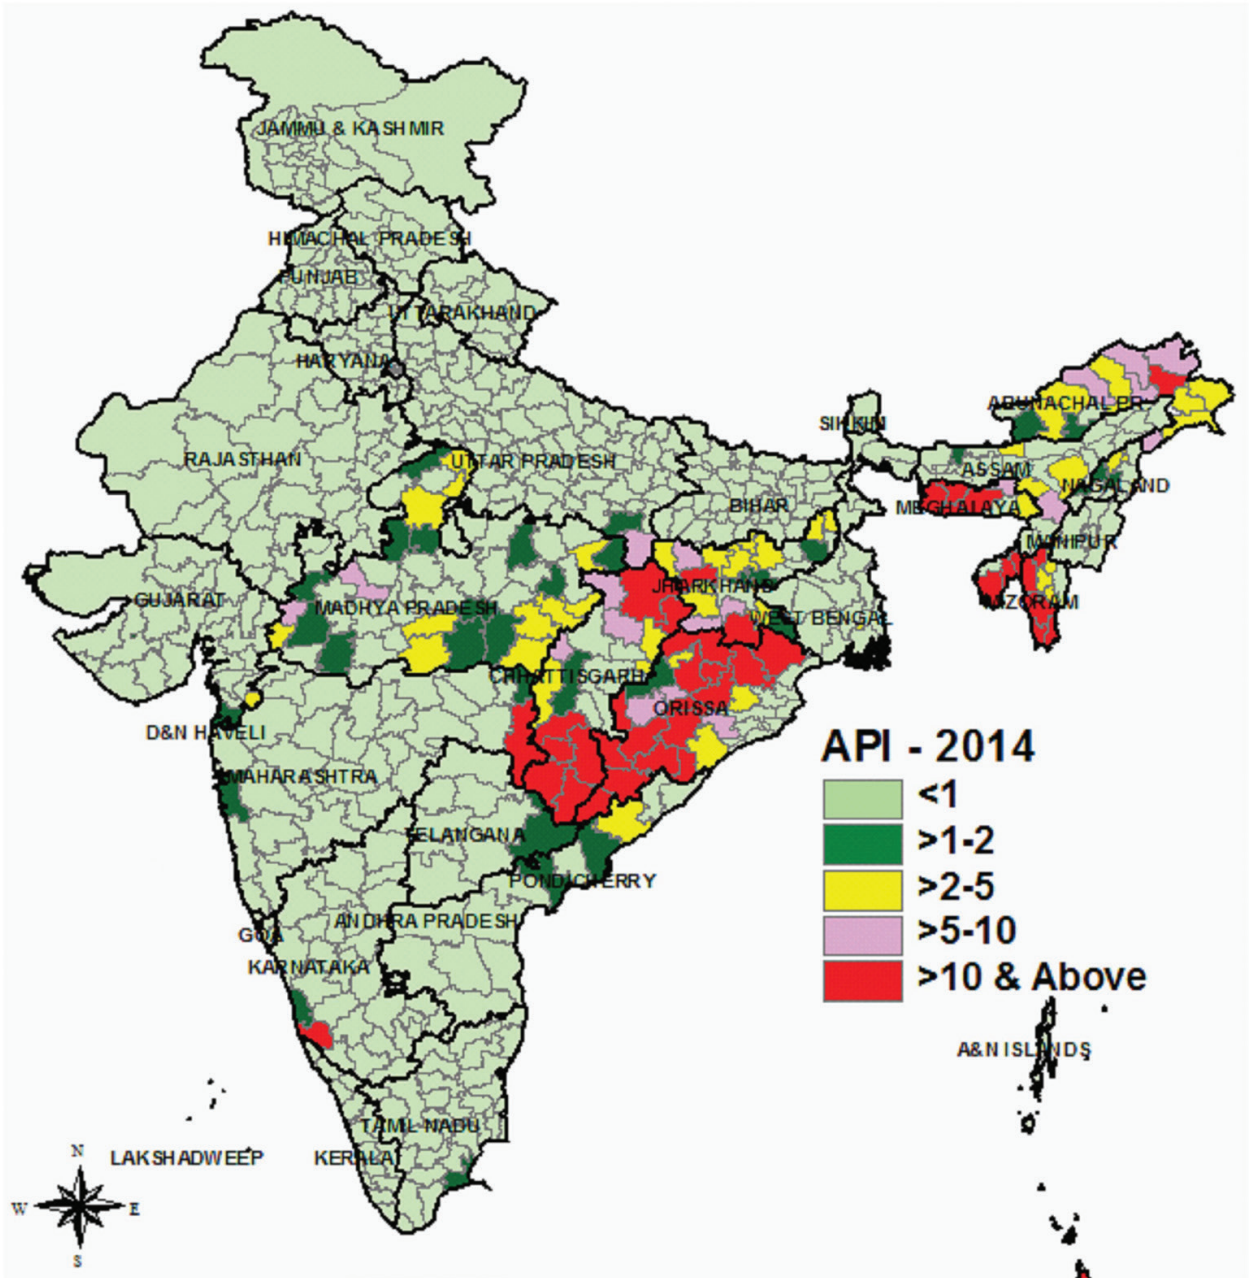 JAMMU & KASHMIR
HIMACHAL PRADESH
PUNJAB
UTTARAKHAND
HARYANA
ARUNACHAL PR
SIKKIM
RAJASTHAN
UTTAR PRADESH
ASSAM
NAGALAND
BIHAR
MEGHALAYA
MANIPUR
JHARKHAND
GUJARAT
MADHYA PRADESH
MIZORAM
WEST BENGAL
CHHATTISGARH
ORISSA
D&N HAVELI
API - 2014
MAHARASHTRA
<1
TELANGANA
>1-2
PONDICHERRY
>2-5
ANDHRA PRADESH
GOA
>5-10
KARNATAKA
>10 & Above
A&N ISLANDS
TAMIL NADU
LAKSHADWEEP
KERALA
N
W
E
S